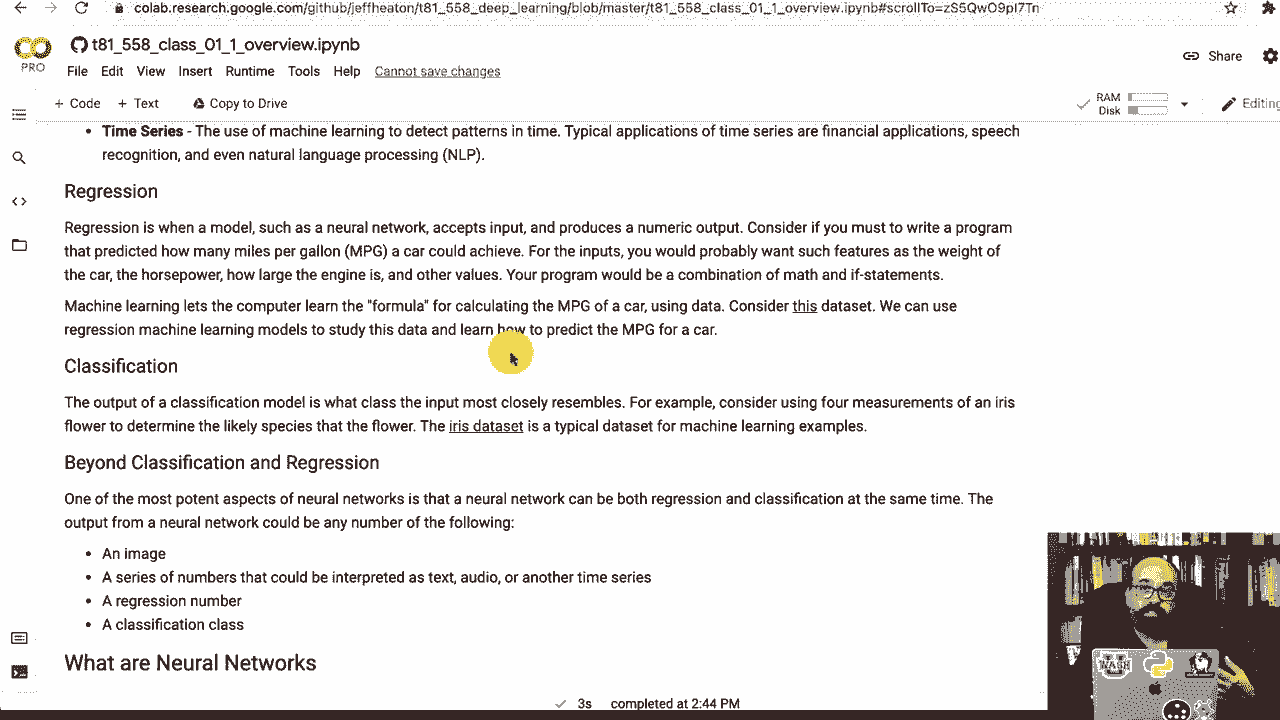 colab.research.google.com/github/jeffheaton/t81_558_deep_learning/blob/master/t81_558_class_01_1_overview.ipynb#scrollTo=zS5QwO9pI7Tn
PRO
t81_558_class_01_1_overview.ipynb
File Edit View Insert Runtime Tools Help Cannot save changes
Share
+ Code + Text Copy to Drive
RAM
Disk
Editing
• Time Series - The use of machine learning to detect patterns in time. Typical applications of time series are financial applications, speech
recognition, and even natural language processing (NLP).
Regression
Regression is when a model, such as a neural network, accepts input, and produces a numeric output. Consider if you must to write a program
that predicted how many miles per gallon (MPG) a car could achieve. For the inputs, you would probably want such features as the weight of
the car, the horsepower, how large the engine is, and other values. Your program would be a combination of math and if-statements.
Machine learning lets the computer learn the "formula" for calculating the MPG of a car, using data. Consider this dataset. We can use
regression machine learning models to study this data and learn how to predict the MPG for a car.
Classification
The output of a classification model is what class the input most closely resembles. For example, consider using four measurements of an iris
flower to determine the likely species that the flower. The iris dataset is a typical dataset for machine learning examples.
Beyond Classification and Regression
One of the most potent aspects of neural networks is that a neural network can be both regression and classification at the same time. The
output from a neural network could be any number of the following:
• An image
• A series of numbers that could be interpreted as text, audio, or another time series
• A regression number
• A classification class
What are Neural Networks
3s completed at 2:44 PM